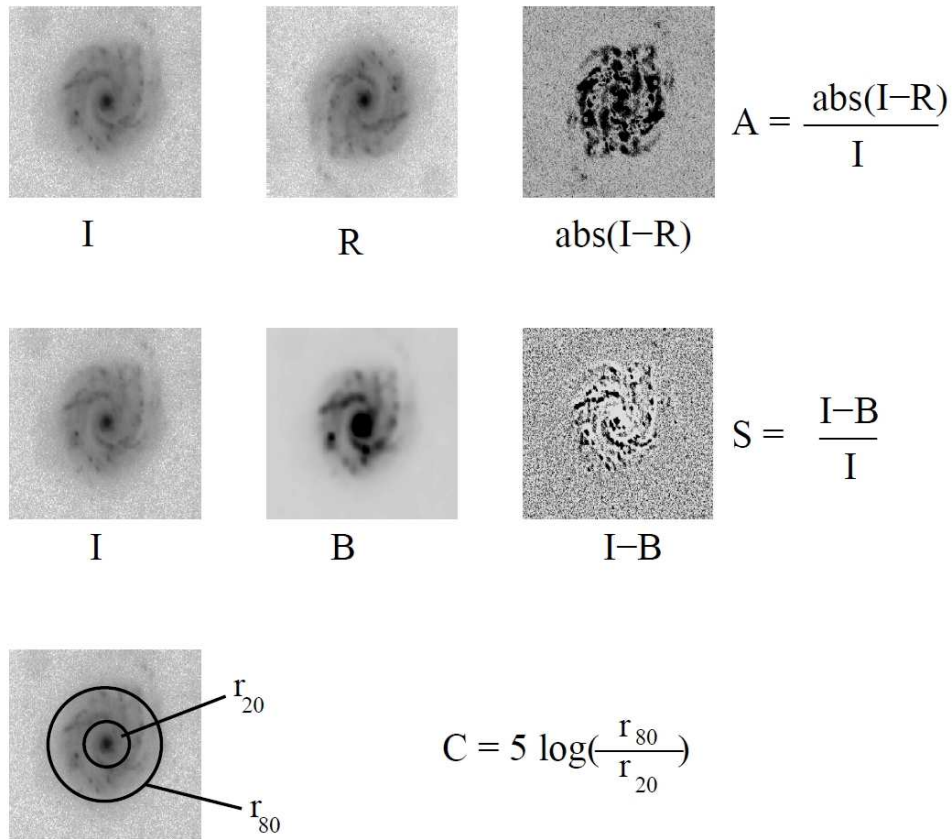 A = abs(I−R) / I
I R abs(I−R)
S = I−B / I
I B I−B
r20
C = 5 log(r80 / r20)
r80